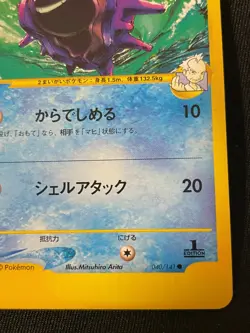 2まいがいポケモン：身長1.5m、体重132.5kg
からでしめる 10
投げ、「おもて」なら、相手を「マヒ」状態にする。
シェルアタック 20
抵抗力 にげる
Illus.Mitsuhiro Arita
1 EDITION
©Pokémon 040/141 ●